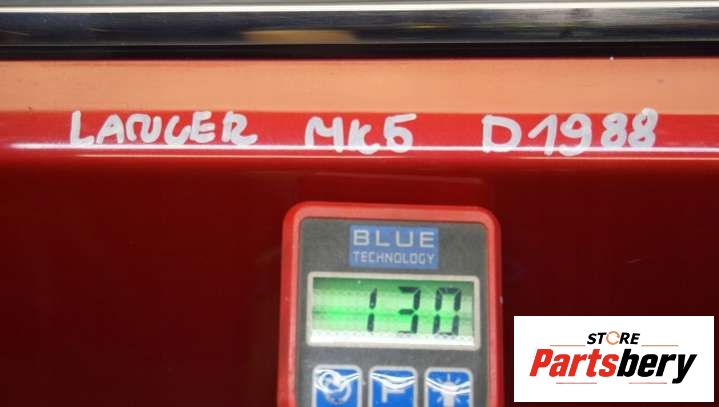 LANCER MK5 D1988
BLUE
TECHNOLOGY
130
F
STORE
Partsbery